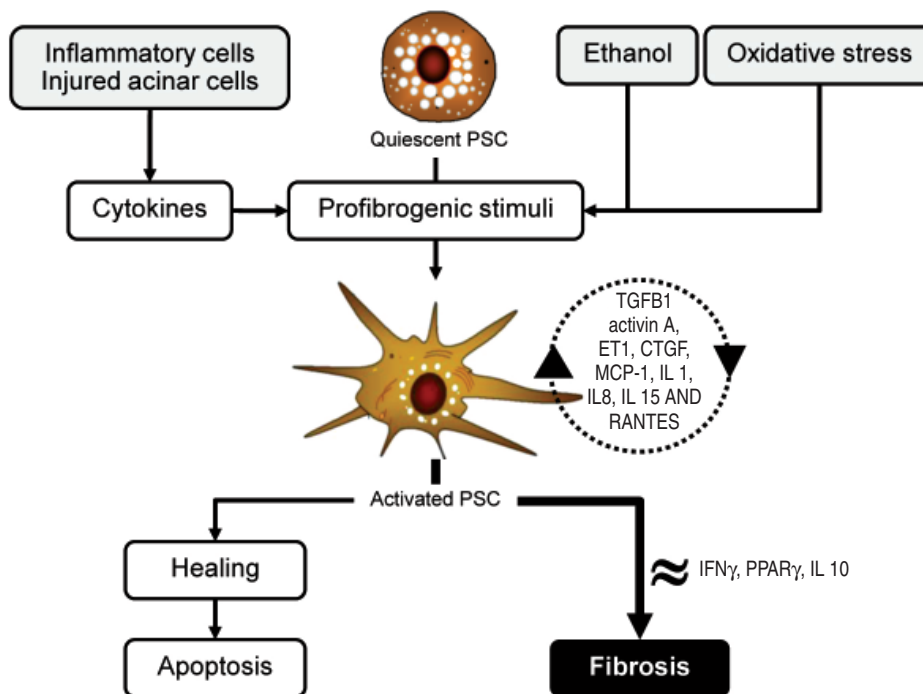 Inflammatory cells
Injured acinar cells
Quiescent PSC
Ethanol
Oxidative stress
Cytokines
Profibrogenic stimuli
TGFB1
activin A,
ET1, CTGF,
MCP-1, IL 1,
IL8, IL 15 AND
RANTES
Activated PSC
Healing
IFNγ, PPARγ, IL 10
Apoptosis
Fibrosis